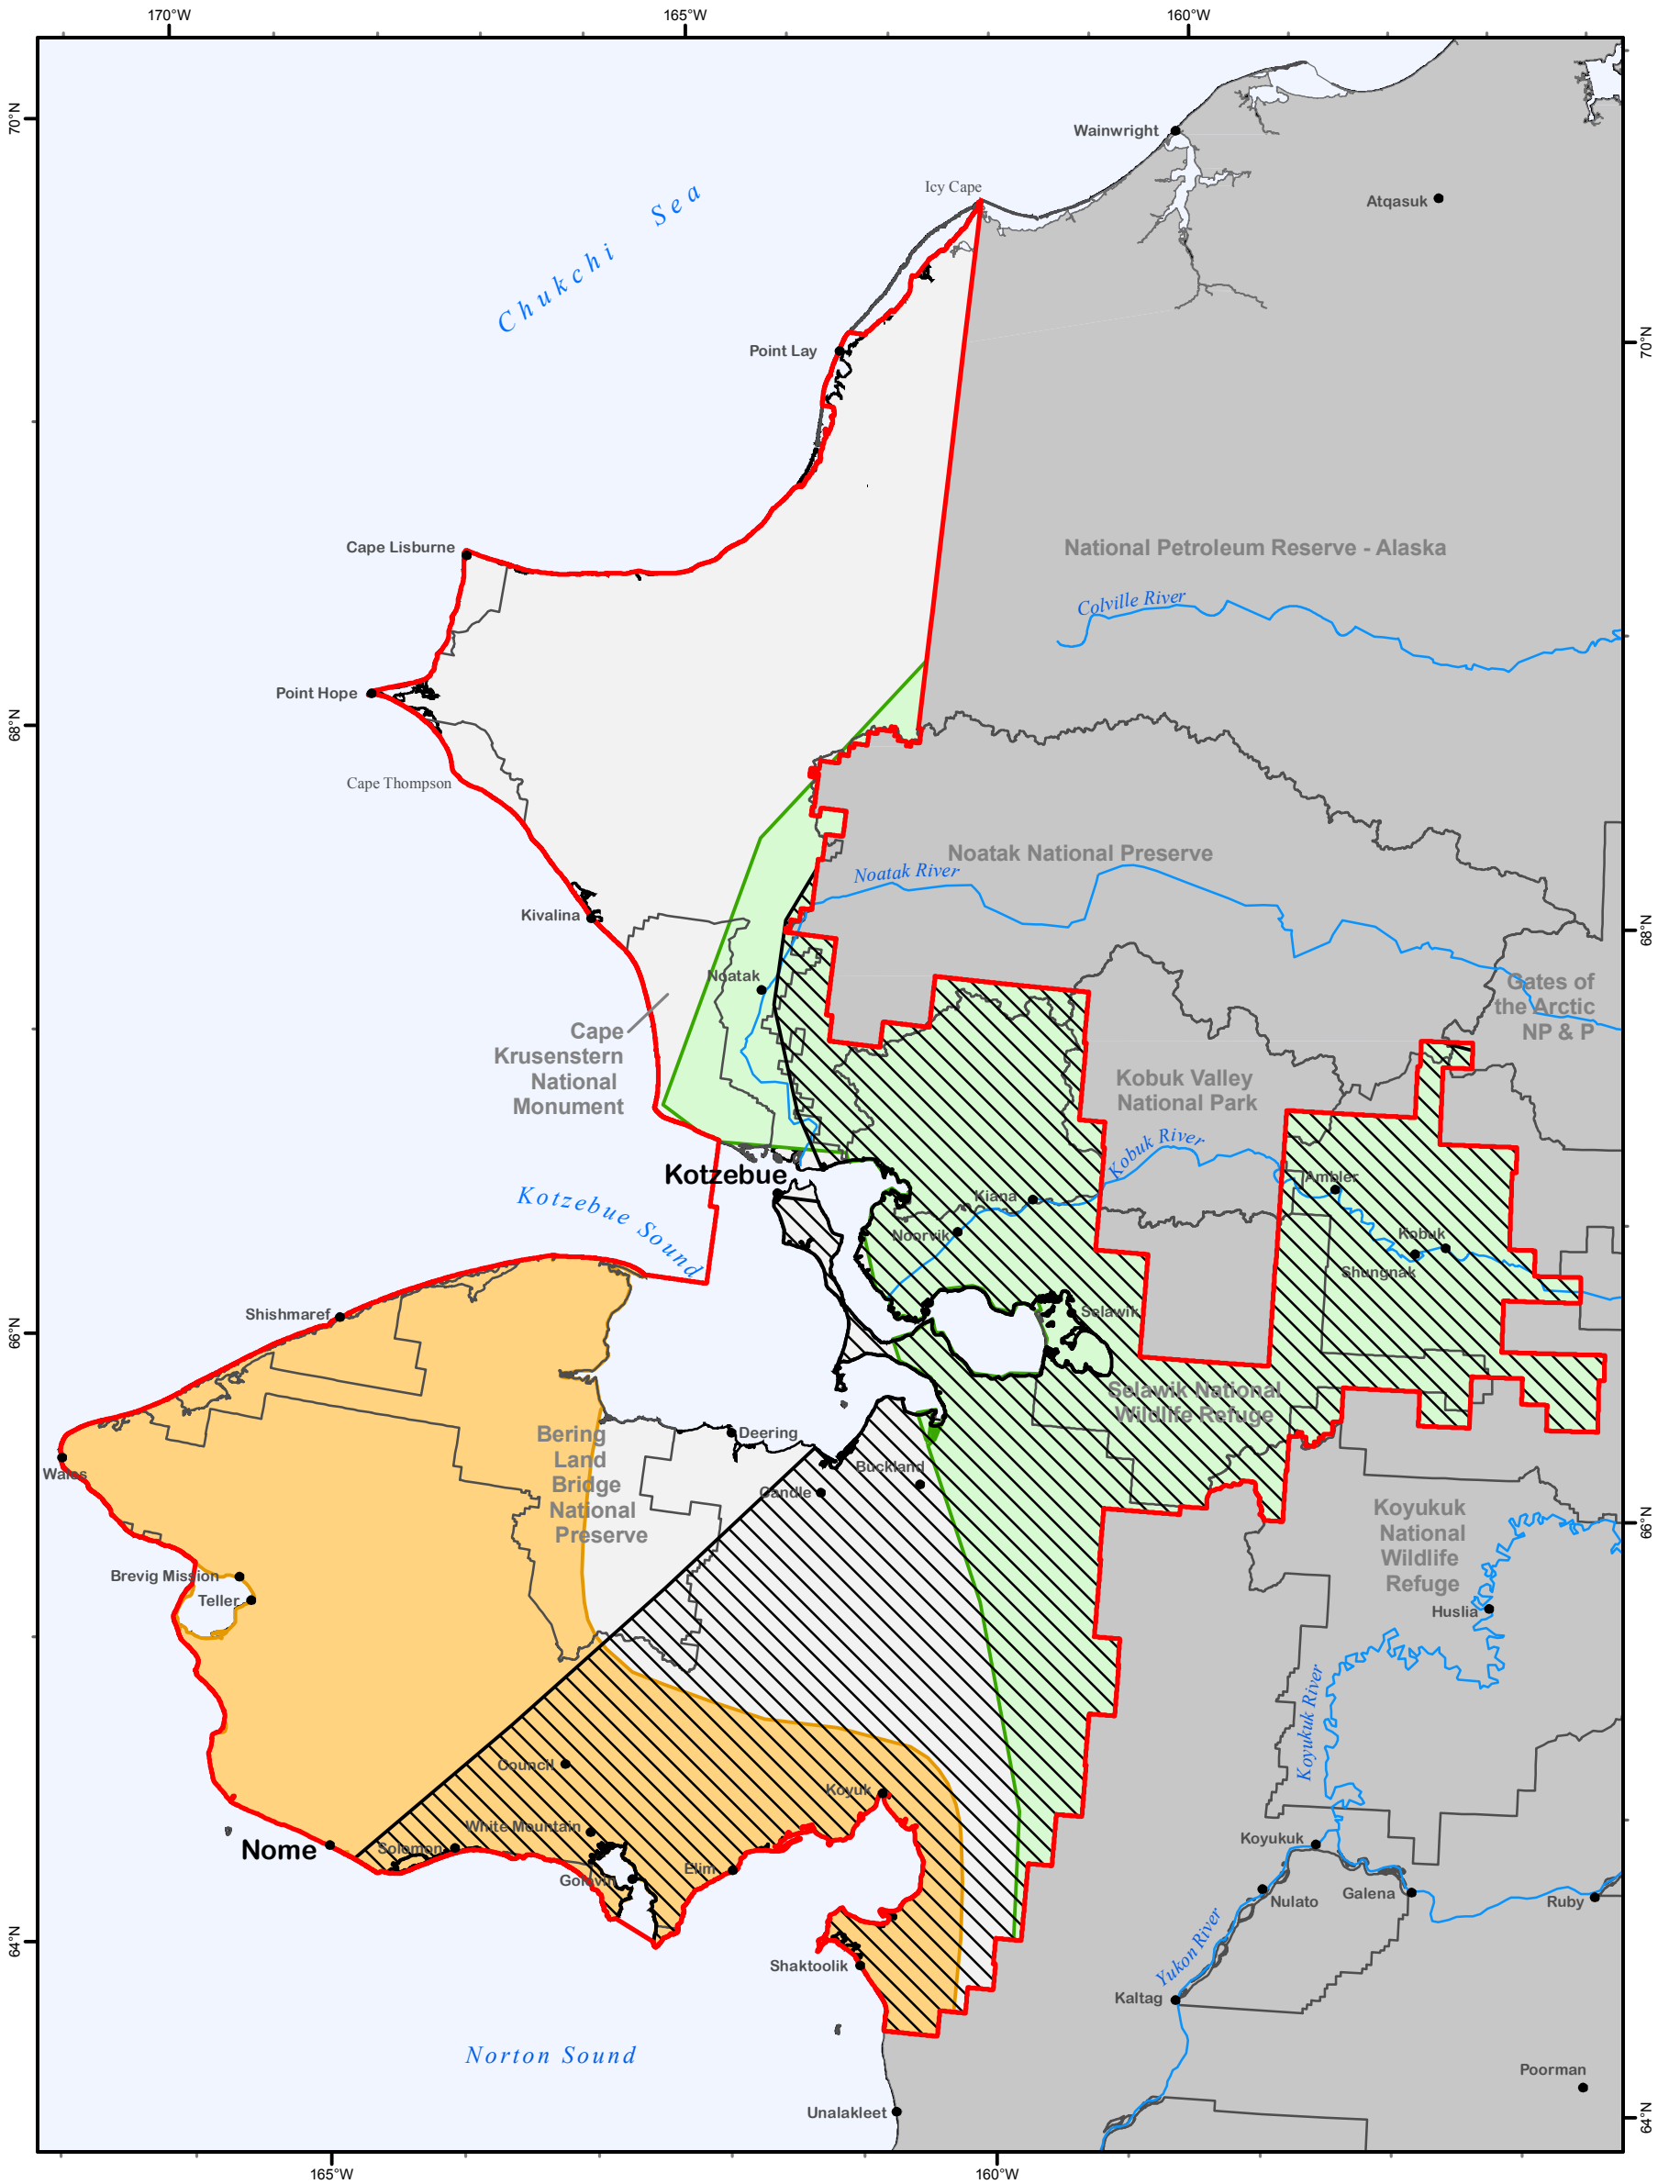 170°W
165°W
160°W
70°N
Wainwright
Icy Cape
Atqasuk
Chukchi Sea
70°N
Point Lay
Cape Lisburne
National Petroleum Reserve - Alaska
Colville River
Point Hope
68°N
Cape Thompson
Noatak National Preserve
Noatak River
Kivalina
68°N
Noatak
Gates of
the Arctic
NP & P
Cape
Krusenstern
National
Monument
Kobuk Valley
National Park
Kobuk River
Kotzebue
Ambler
Kotzebue Sound
Kiana
Noorvik
Kobuk
Shungnak
Shishmaref
Selawik
66°N
Selawik National
Wildlife Refuge
Deering
Bering
Land
Bridge
National
Preserve
Wales
Buckland
Candle
Koyukuk
National
Wildlife
Refuge
66°N
Brevig Mission
Teller
Huslia
Koyukuk River
Council
Koyuk
White Mountain
Nome
Solomon
Koyukuk
Elim
Golovin
Nulato
Galena
Ruby
64°N
Shaktoolik
Yukon River
Kaltag
Norton Sound
Poorman
Unalakleet
64°N
165°W
160°W